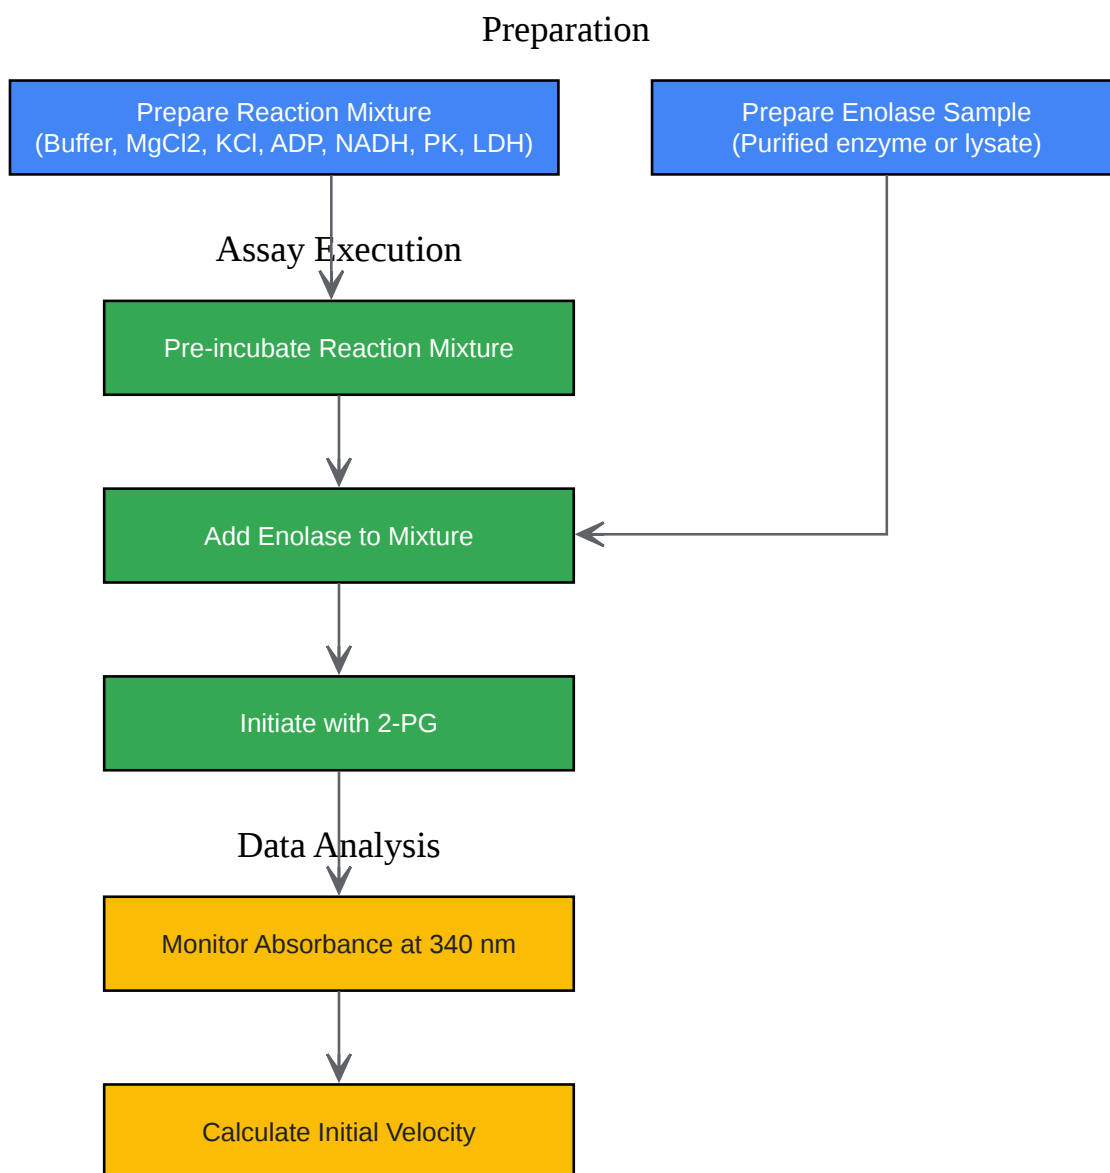 Preparation
Prepare Reaction Mixture
(Buffer, MgCl2, KCl, ADP, NADH, PK, LDH)
Prepare Enolase Sample
(Purified enzyme or lysate)
Assay Execution
Pre-incubate Reaction Mixture
Add Enolase to Mixture
Initiate with 2-PG
Data Analysis
Monitor Absorbance at 340 nm
Calculate Initial Velocity